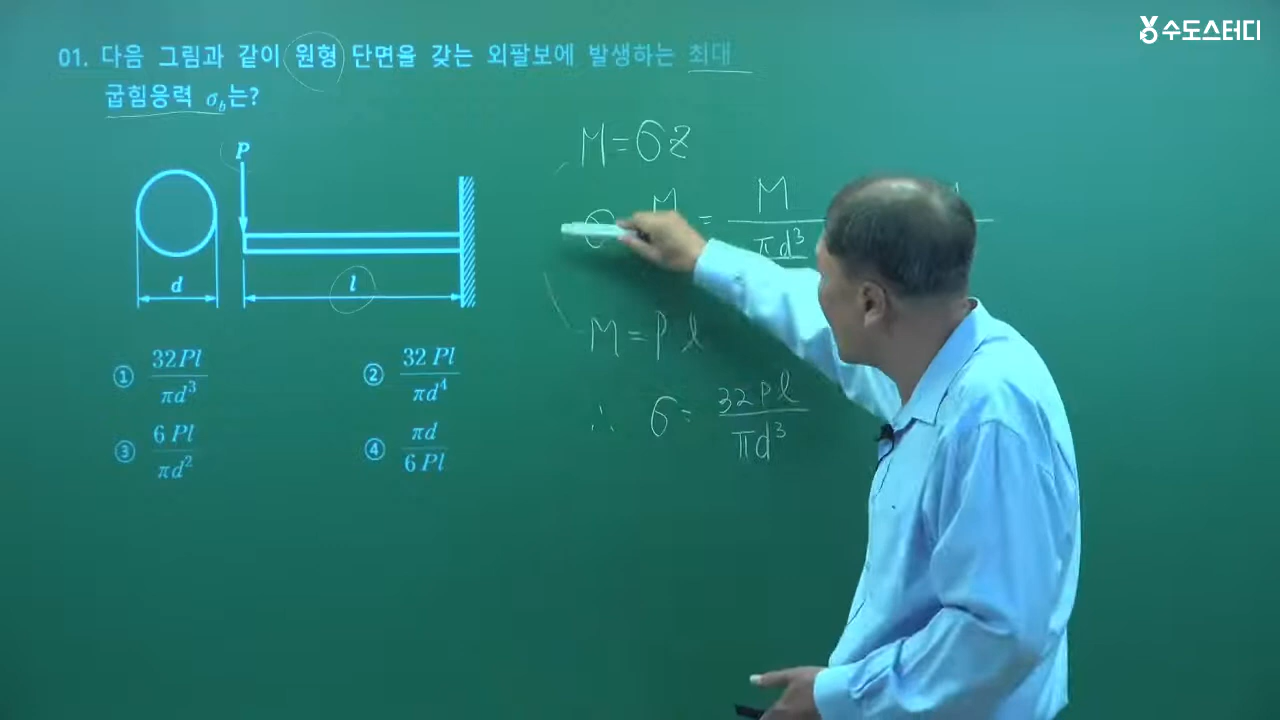 수도스터디
01. 다음 그림과 같이 원형 단면을 갖는 외팔보에 발생하는 최대
굽힘응력 σ_b는?
P
d
l
① 32Pl/πd³
② 32Pl/πd⁴
③ 6Pl/πd²
④ πd/6Pl
M=σz
σ M = M/πd³
M=Pl
∴ σ= 32Pl/πd³